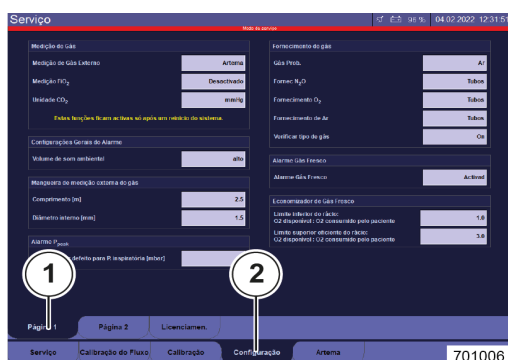 Serviço
95 %
04.02.2022 12:31:51
Modo de serviço
Medição de Gás
Medição de Gás Externo Artema
Medição FiO2 Desactivado
Unidade CO2 mmHg
Estas funções ficam activas só após um reinício do sistema.
Configurações Gerais do Alarme
Volume de som ambiental alto
Mangueira de medição externa do gás
Comprimento [m] 2.5
Diâmetro interno [mm] 1.5
Alarme Ppeak
defeito para P. inspiratória [mbar]
Fornecimento do gás
Gás Prob. Ar
Fornec N2O Tubos
Fornecimento O2 Tubos
Fornecimento de Ar Tubos
Verificar tipo de gás On
Alarme Gás Fresco
Alarme Gás Fresco Activad
Economizador de Gás Fresco
Limite inferior do rácio:
O2 disponível : O2 consumido pelo paciente 1.0
Limite superior eficiente do rácio:
O2 disponível : O2 consumido pelo paciente 3.0
1
2
Página 1 Página 2 Licenciamen.
Serviço Calibração do Fluxo Calibração Configuração Artema
701006